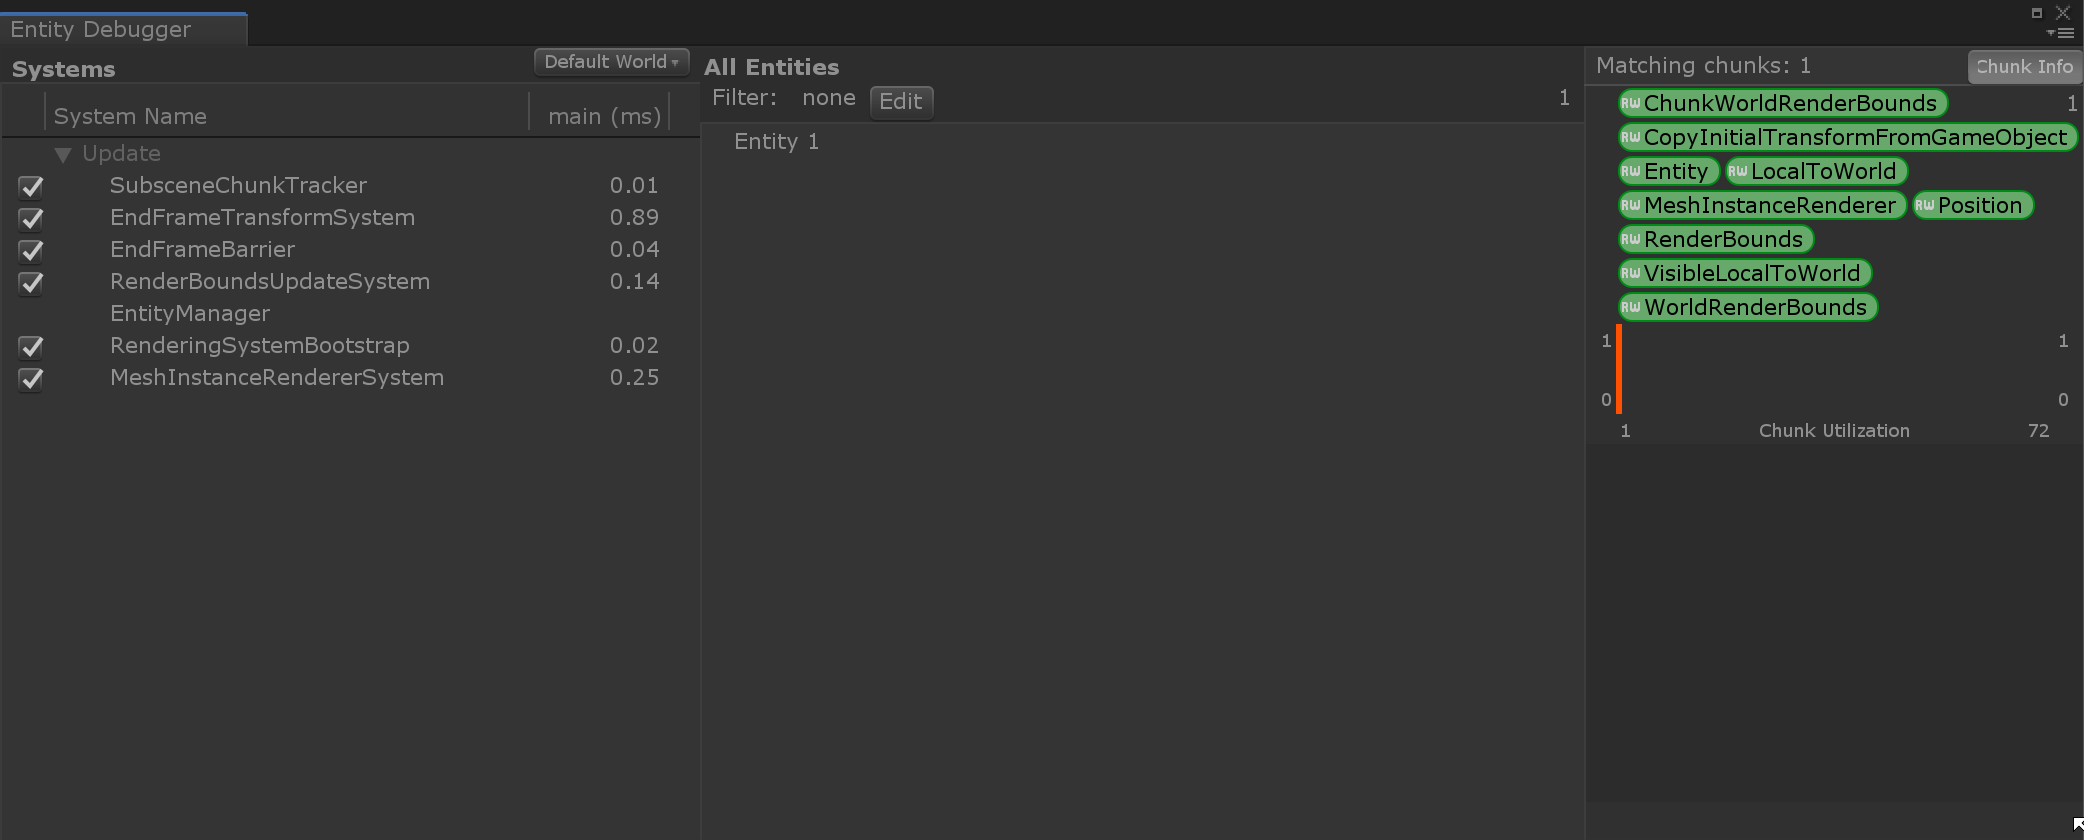 Entity Debugger
Systems
Default World
System Name main (ms)
Update
SubsceneChunkTracker 0.01
EndFrameTransformSystem 0.89
EndFrameBarrier 0.04
RenderBoundsUpdateSystem 0.14
EntityManager
RenderingSystemBootstrap 0.02
MeshInstanceRendererSystem 0.25
All Entities
Filter: none Edit 1
Entity 1
Matching chunks: 1 Chunk Info
RW ChunkWorldRenderBounds 1
RW CopyInitialTransformFromGameObject
RW Entity RW LocalToWorld
RW MeshInstanceRenderer RW Position
RW RenderBounds
RW VisibleLocalToWorld
RW WorldRenderBounds
1 1
0 0
1 Chunk Utilization 72